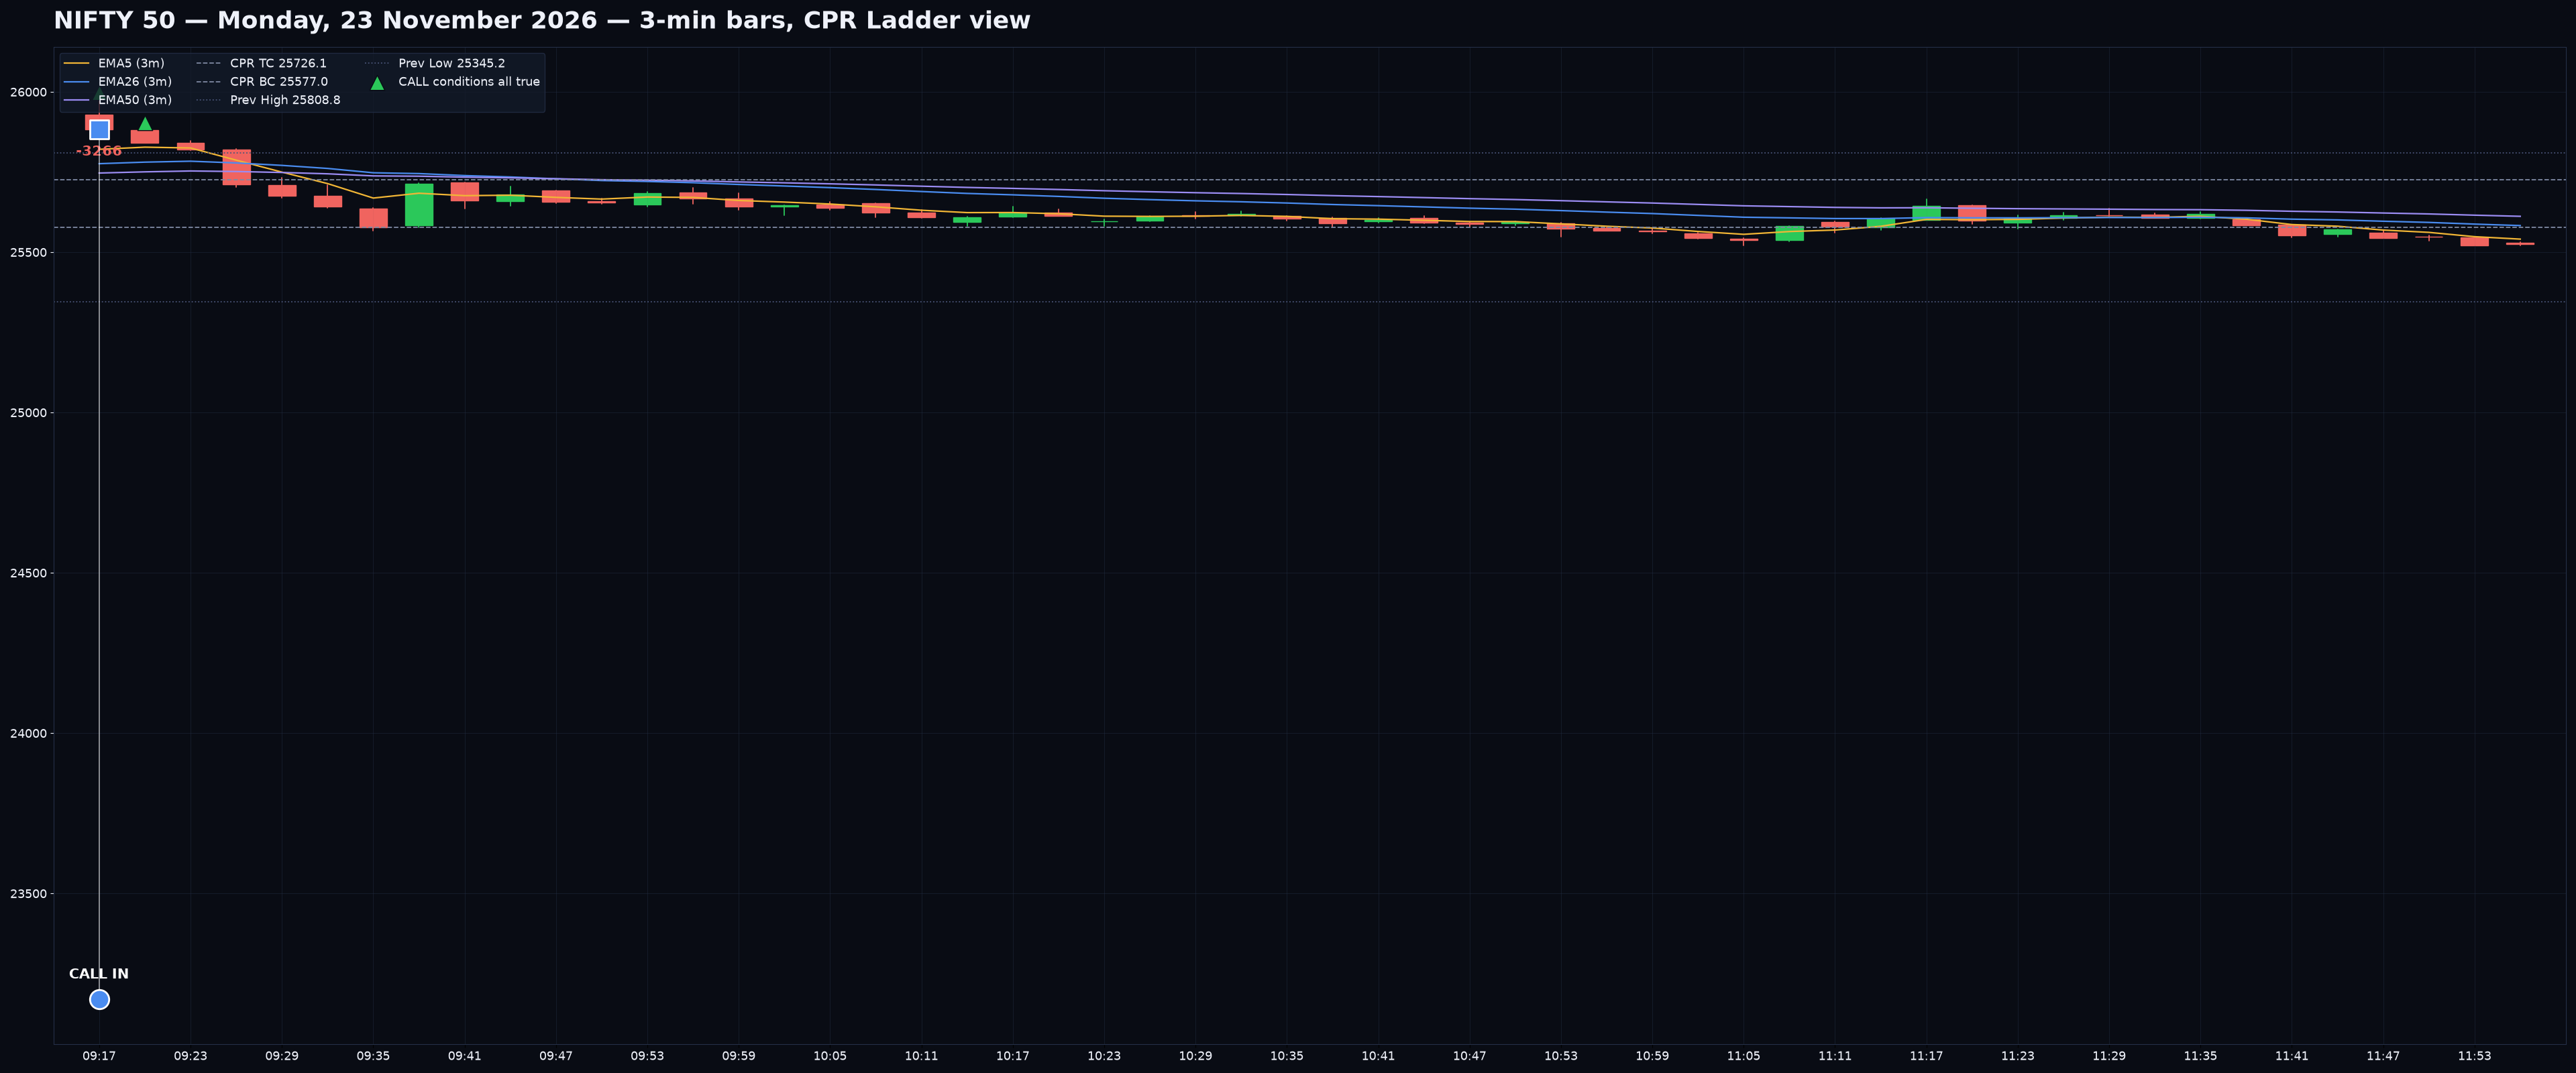 NIFTY 50 — Monday, 23 November 2026 — 3-min bars, CPR Ladder view
EMA5 (3m)
EMA26 (3m)
EMA50 (3m)
CPR TC 25726.1
CPR BC 25577.0
Prev High 25808.8
Prev Low 25345.2
CALL conditions all true
26000
25500
25000
24500
24000
23500
-3266
CALL IN
09:17 09:23 09:29 09:35 09:41 09:47 09:53 09:59 10:05 10:11 10:17 10:23 10:29 10:35 10:41 10:47 10:53 10:59 11:05 11:11 11:17 11:23 11:29 11:35 11:41 11:47 11:53